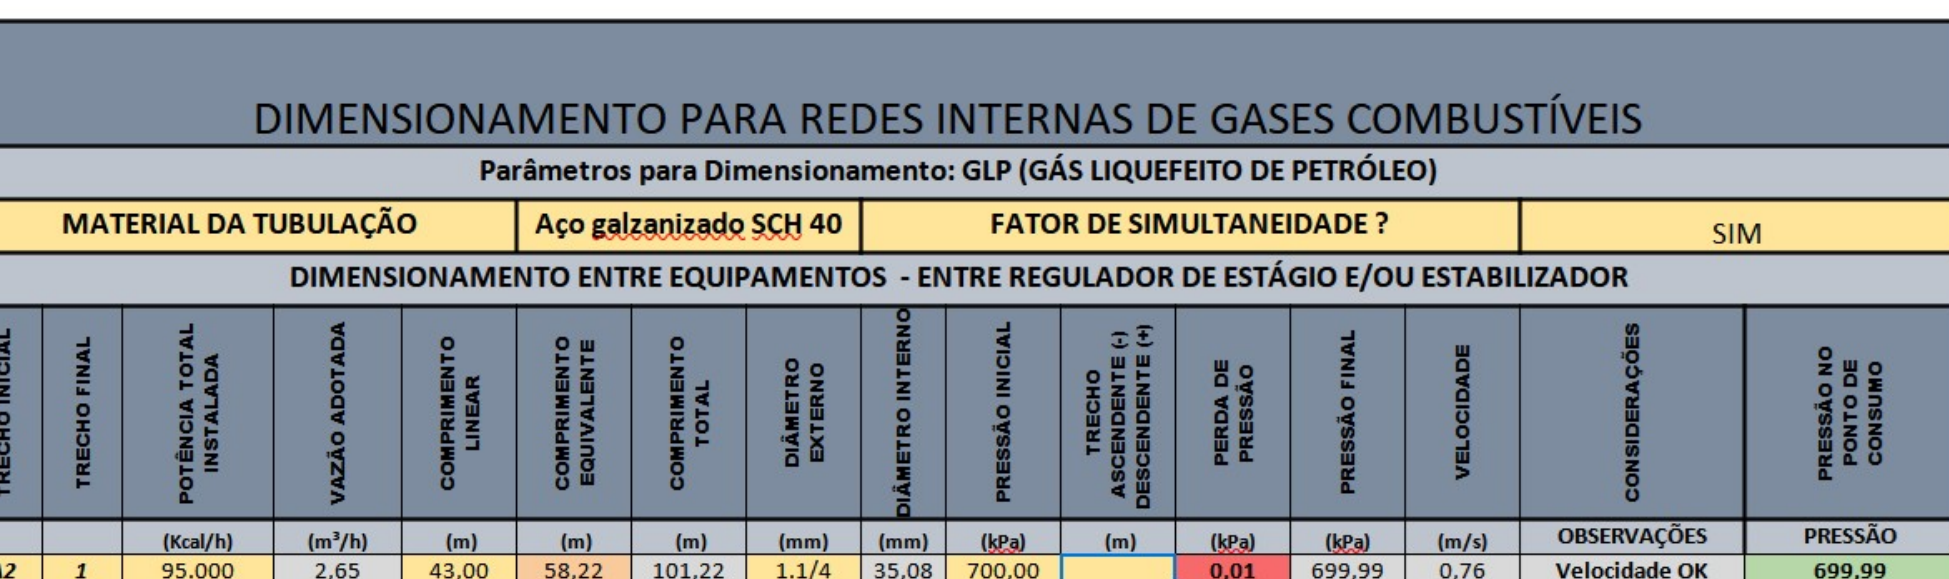 DIMENSIONAMENTO PARA REDES INTERNAS DE GASES COMBUSTÍVEIS
Parâmetros para Dimensionamento: GLP (GÁS LIQUEFEITO DE PETRÓLEO)
MATERIAL DA TUBULAÇÃO Aço galzanizado SCH 40 FATOR DE SIMULTANEIDADE ? SIM
DIMENSIONAMENTO ENTRE EQUIPAMENTOS - ENTRE REGULADOR DE ESTÁGIO E/OU ESTABILIZADOR
TRECHO INICIAL
TRECHO FINAL
POTÊNCIA TOTAL
INSTALADA
VAZÃO ADOTADA
COMPRIMENTO
LINEAR
COMPRIMENTO
EQUIVALENTE
COMPRIMENTO
TOTAL
DIÂMETRO
EXTERNO
DIÂMETRO INTERNO
PRESSÃO INICIAL
TRECHO
ASCENDENTE (-)
DESCENDENTE (+)
PERDA DE
PRESSÃO
PRESSÃO FINAL
VELOCIDADE
CONSIDERAÇÕES
PRESSÃO NO
PONTO DE
CONSUMO
(Kcal/h) (m³/h) (m) (m) (m) (mm) (mm) (kPa) (m) (kPa) (kPa) (m/s) OBSERVAÇÕES PRESSÃO
A2 1 95.000 2,65 43,00 58,22 101,22 1.1/4 35,08 700,00 0,01 699,99 0,76 Velocidade OK 699,99